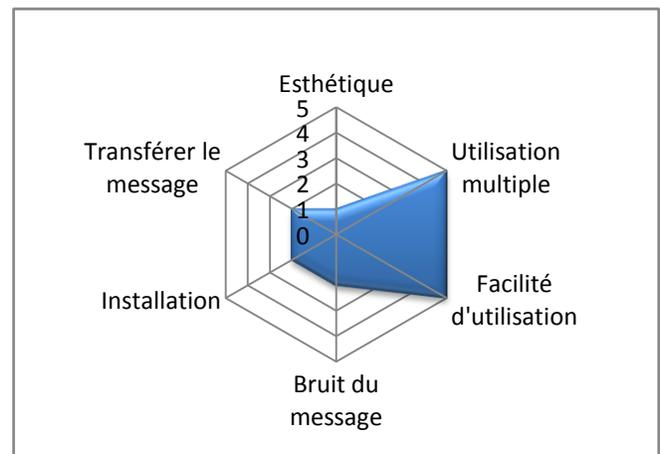 Esthétique
5
4
3
2
1
0
Utilisation
multiple
Facilité
d'utilisation
Bruit du
message
Installation
Transférer le
message